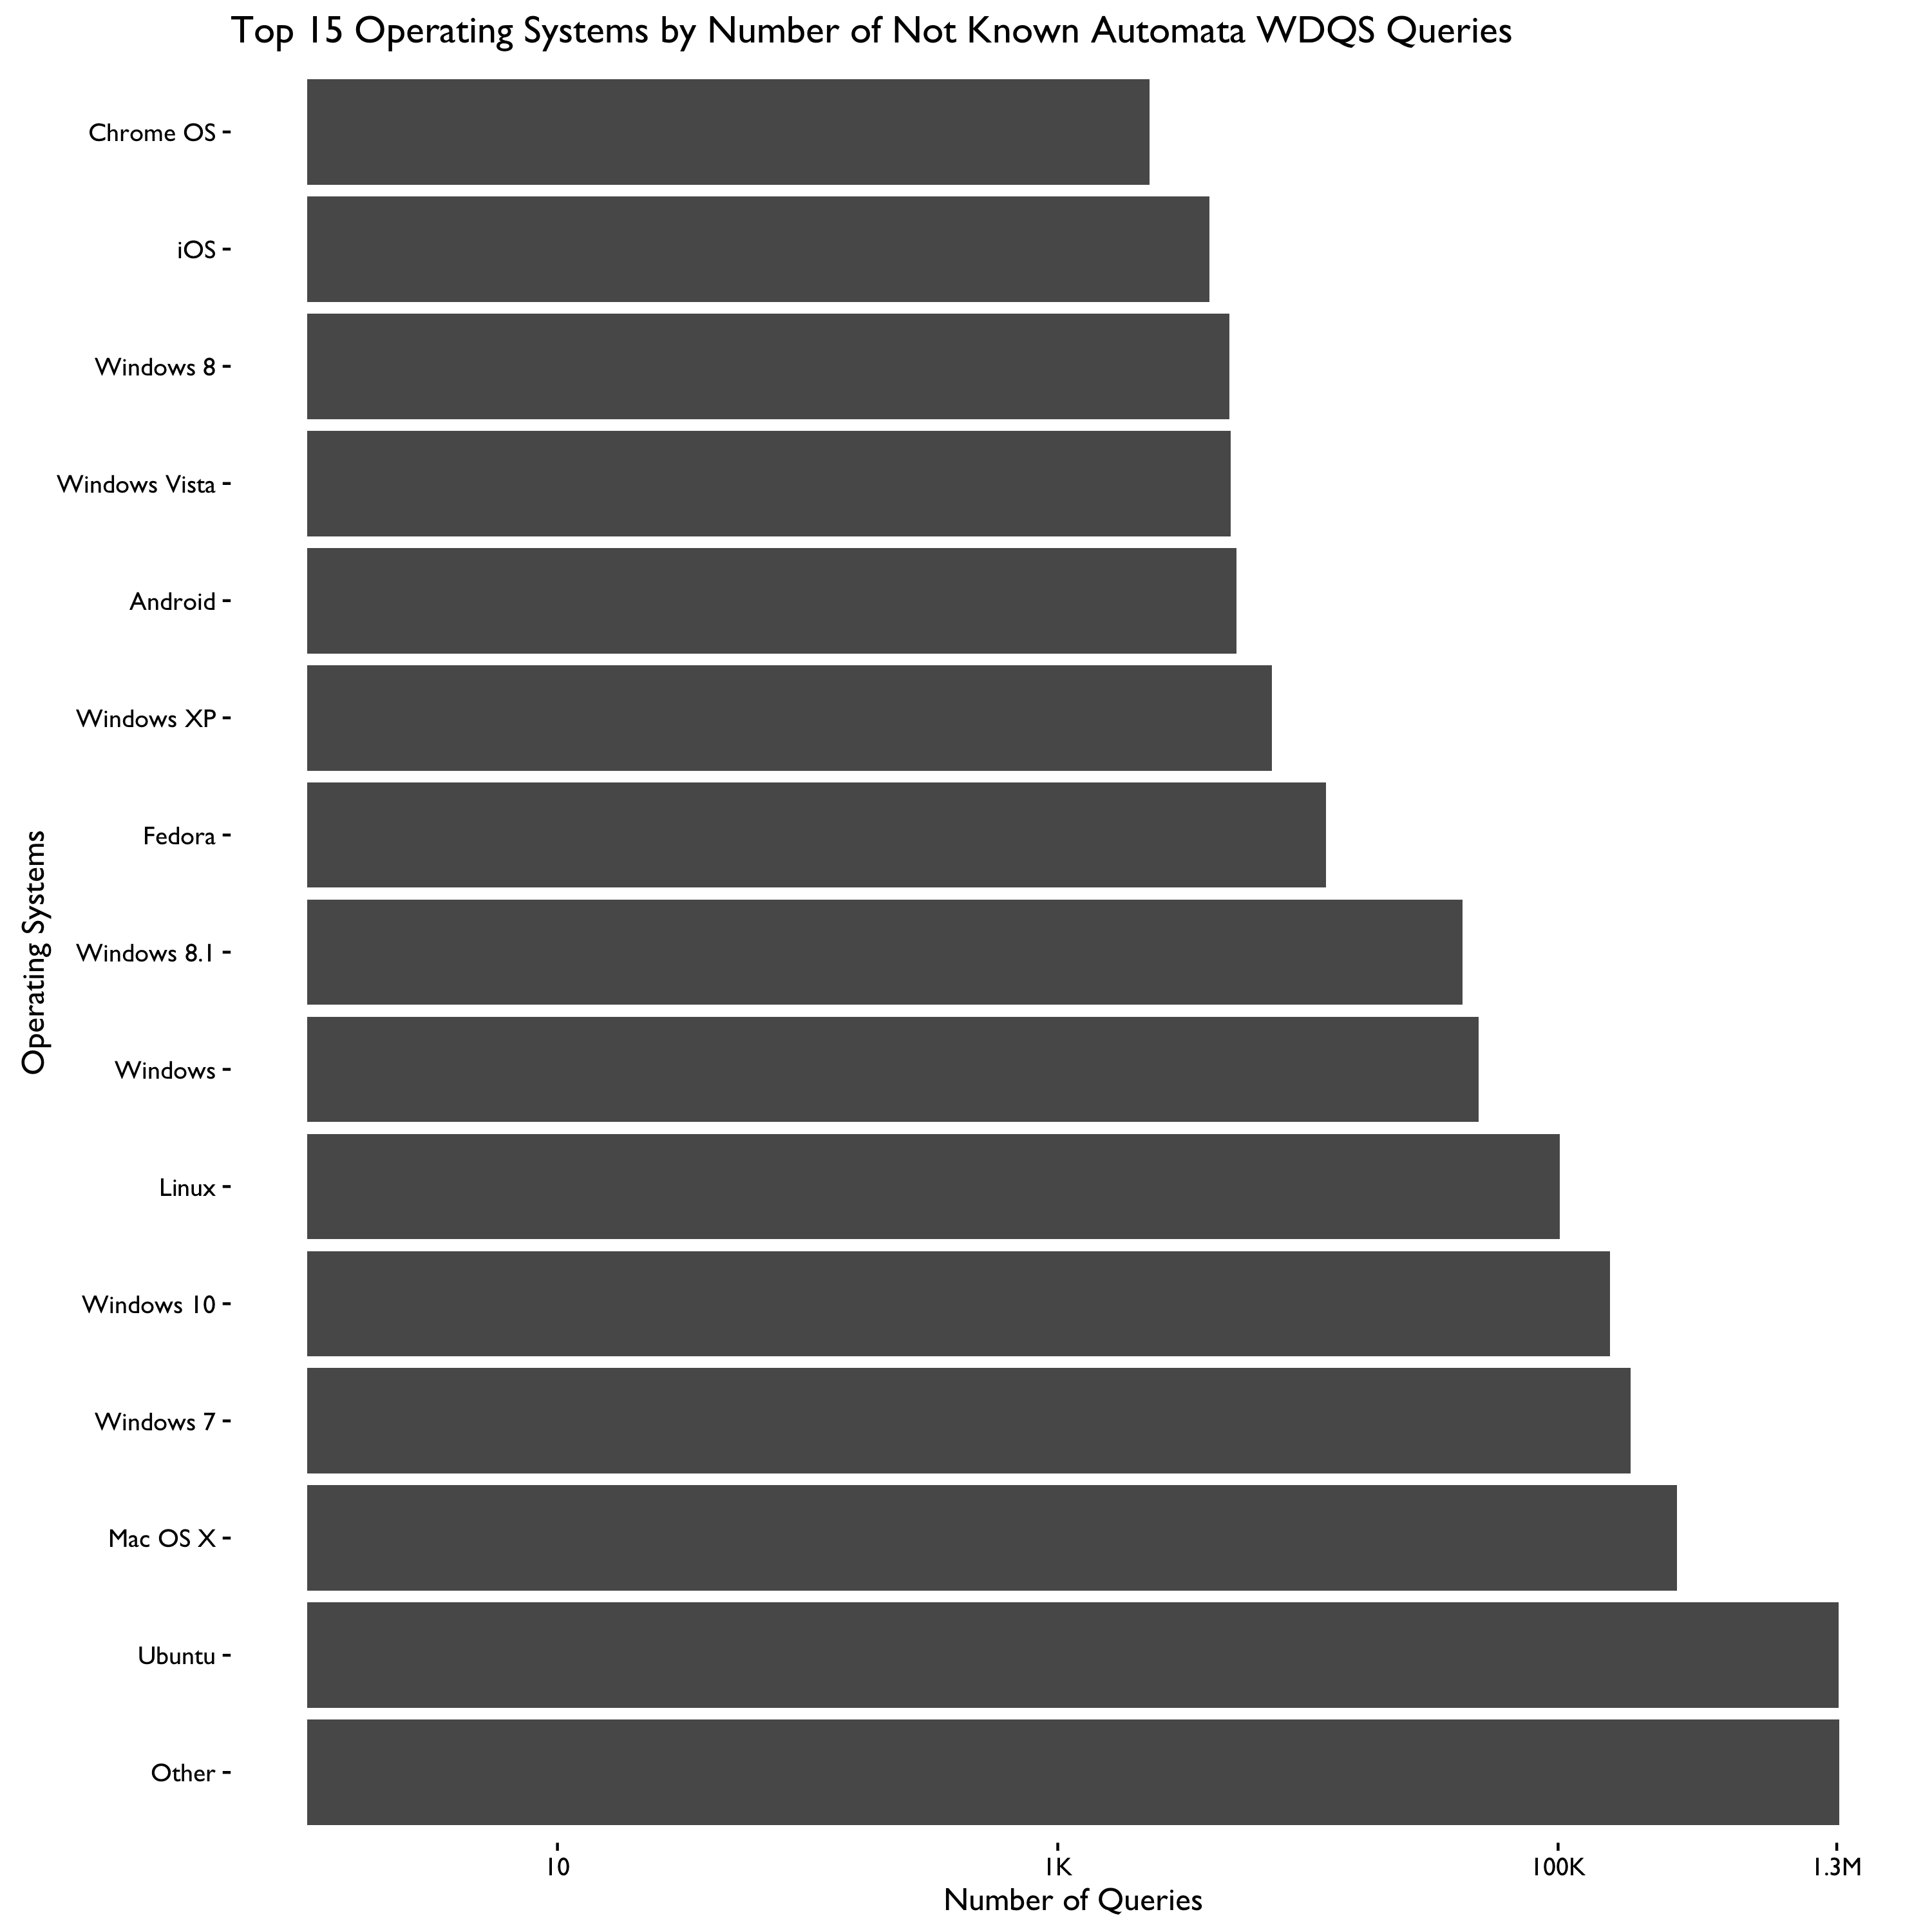 Top 15 Operating Systems by Number of Not Known Automata WDQS Queries
Operating Systems
Chrome OS
iOS
Windows 8
Windows Vista
Android
Windows XP
Fedora
Windows 8.1
Windows
Linux
Windows 10
Windows 7
Mac OS X
Ubuntu
Other
10 1K 100K 1.3M
Number of Queries